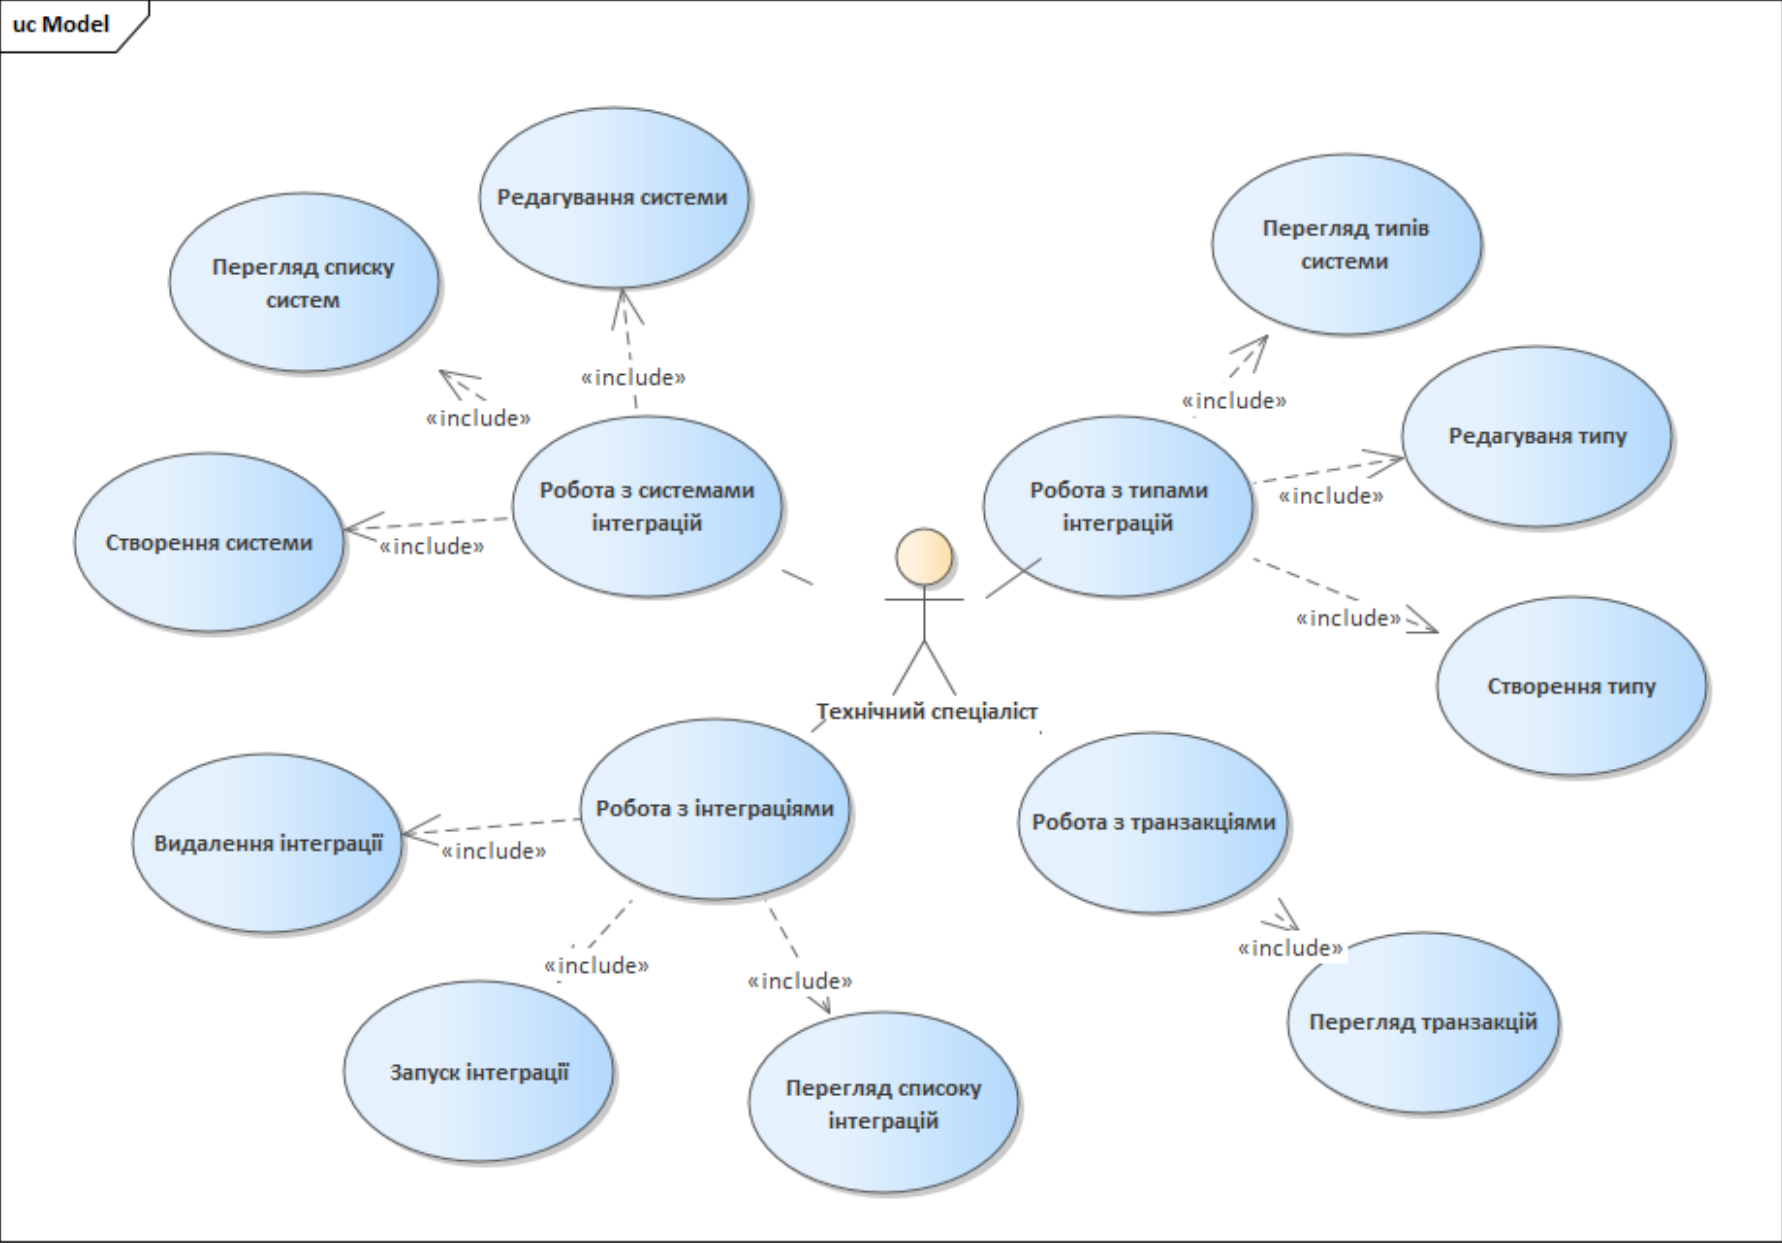 uc Model
Редагування системи
Перегляд списку
систем
«include»
«include»
Робота з системами
інтеграцій
Створення системи
«include»
Перегляд типів
системи
«include»
Редагуваня типу
«include»
Робота з типами
інтеграцій
«include»
Створення типу
Технічний спеціаліст
Робота з інтеграціями
Видалення інтеграції
«include»
«include»
«include»
Запуск інтеграції
Перегляд списоку
інтеграцій
Робота з транзакціями
«include»
Перегляд транзакцій